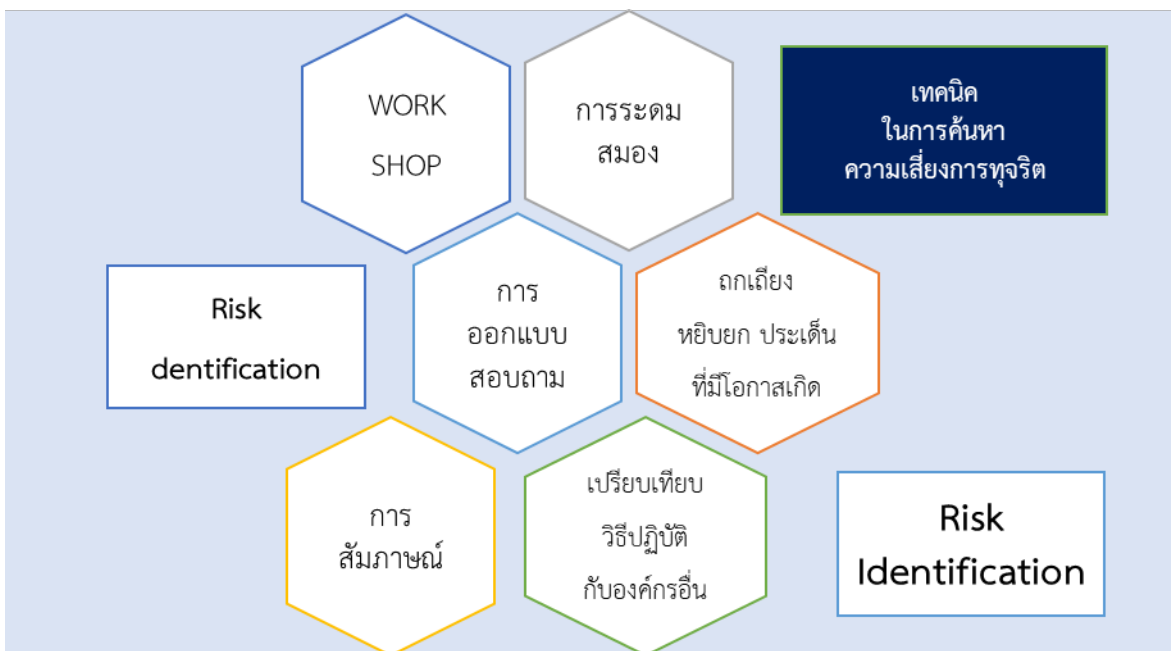 WORK
SHOP
การระดม
สมอง
เทคนิค
ในการค้นหา
ความเสี่ยงการทุจริต
Risk
dentification
การ
ออกแบบ
สอบถาม
ถกเถียง
หยิบยก ประเด็น
ที่มีโอกาสเกิด
การ
สัมภาษณ์
เปรียบเทียบ
วิธีปฏิบัติ
กับองค์กรอื่น
Risk
Identification